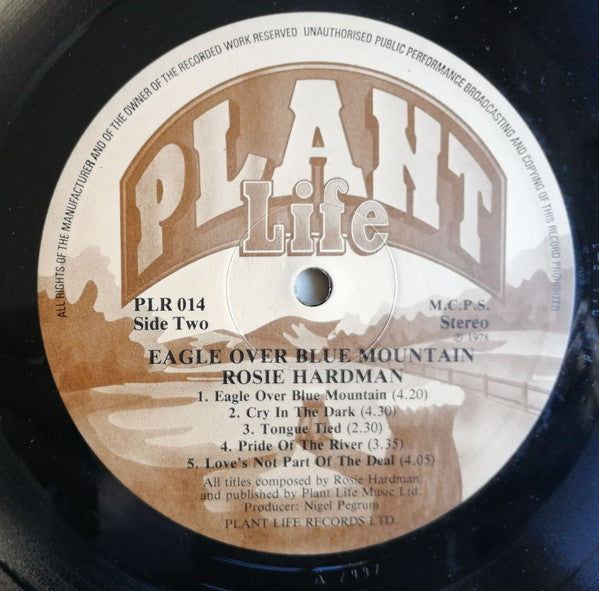 ALL RIGHTS OF THE MANUFACTURER AND OF THE OWNER OF THE RECORDED WORK RESERVED UNAUTHORISED PUBLIC PERFORMANCE BROADCASTING AND COPYING OF THIS RECORD PROHIBITED
PLANT
Life
PLR 014
Side Two
M.C.P.S.
Stereo
℗ 1978
EAGLE OVER BLUE MOUNTAIN
ROSIE HARDMAN
1. Eagle Over Blue Mountain (4.20)
2. Cry In The Dark (4.30)
3. Tongue Tied (2.30)
4. Pride Of The River (3.35)
5. Love's Not Part Of The Deal (4.05)
All titles composed by Rosie Hardman
and published by Plant Life Music Ltd.
Producer: Nigel Pegrum
PLANT LIFE RECORDS LTD.